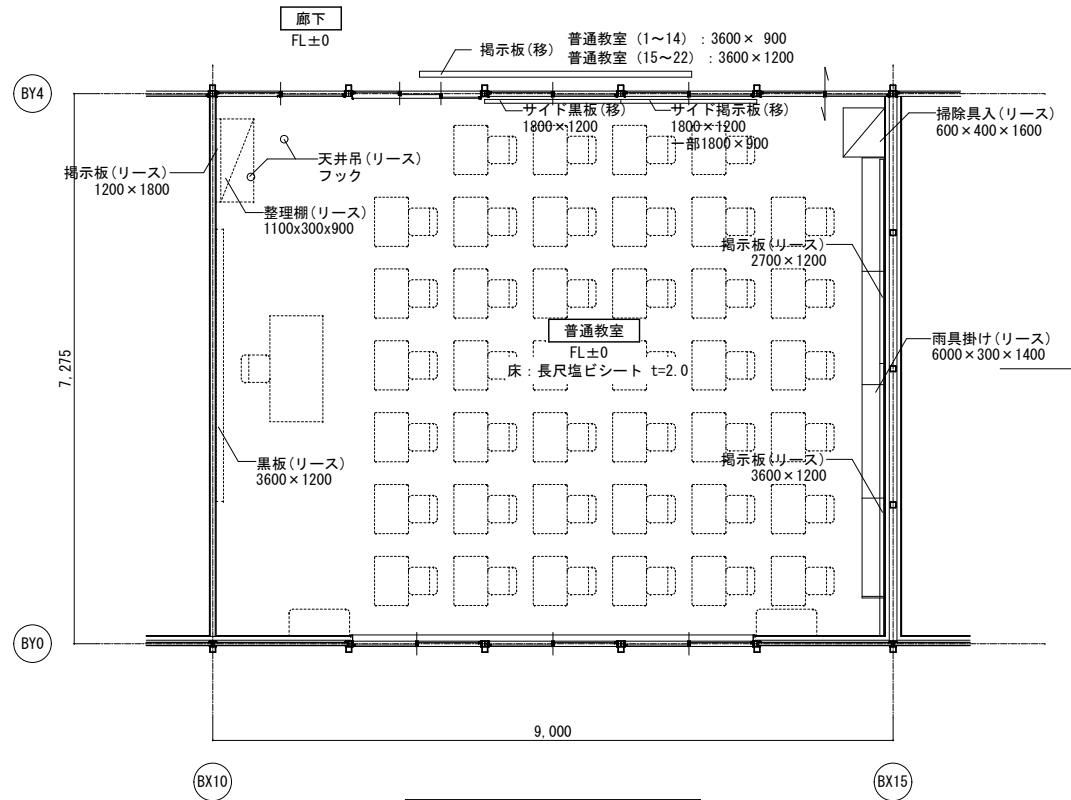 廊下
FL±0
掲示板(移)
普通教室 (1~14) : 3600× 900
普通教室 (15~22) : 3600×1200
BY4
サイド黒板(移)
1800×1200
サイド掲示板(移)
1800×1200
一部1800×900
掃除具入(リース)
600×400×1600
掲示板(リース)
1200×1800
天井吊(リース)
フック
整理棚(リース)
1100x300x900
掲示板(リース)
2700×1200
普通教室
FL±0
床：長尺塩ビシート t=2.0
雨具掛け(リース)
6000×300×1400
7,275
黒板(リース)
3600×1200
掲示板(リース)
3600×1200
BY0
9,000
BX10
BX15